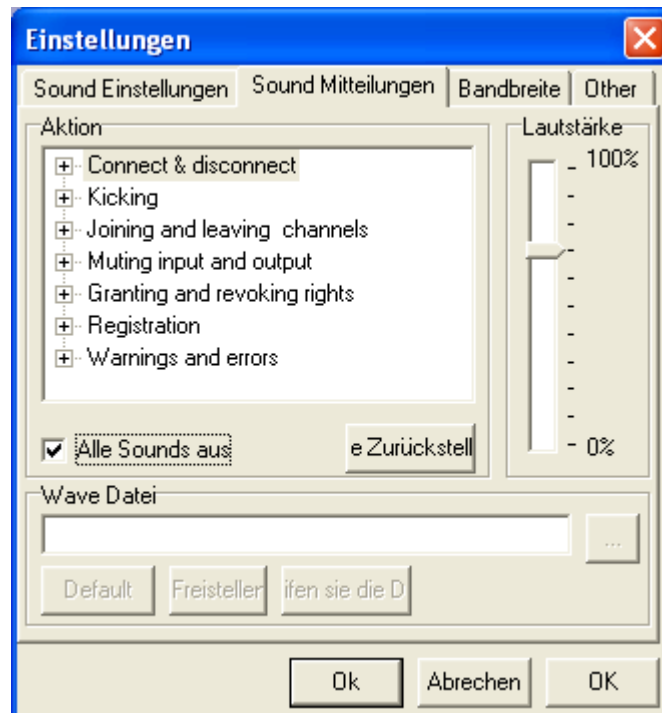 Einstellungen
Sound Einstellungen Sound Mitteilungen Bandbreite Other
Aktion
Connect & disconnect
Kicking
Joining and leaving channels
Muting input and output
Granting and revoking rights
Registration
Warnings and errors
Alle Sounds aus
e Zurückstell
Lautstärke
100%
0%
Wave Datei
...
Default Freisteller ifen sie die D
Ok Abrechen OK